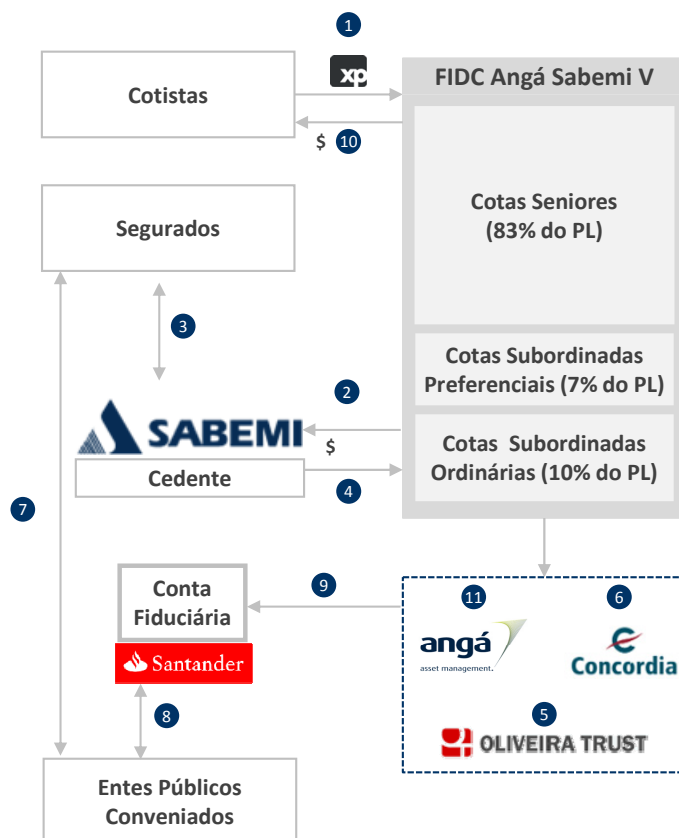 1
xp
FIDC Angá Sabemi V
Cotistas
$ 10
Cotas Seniores
(83% do PL)
Segurados
3
Cotas Subordinadas
Preferenciais (7% do PL)
2
SABEMI
$
Cotas Subordinadas
Ordinárias (10% do PL)
Cedente
4
7
9
11
6
Conta
Fiduciária
angá
asset management.
Concordia
Santander
8
5
OLIVEIRA TRUST
Entes Públicos
Conveniados